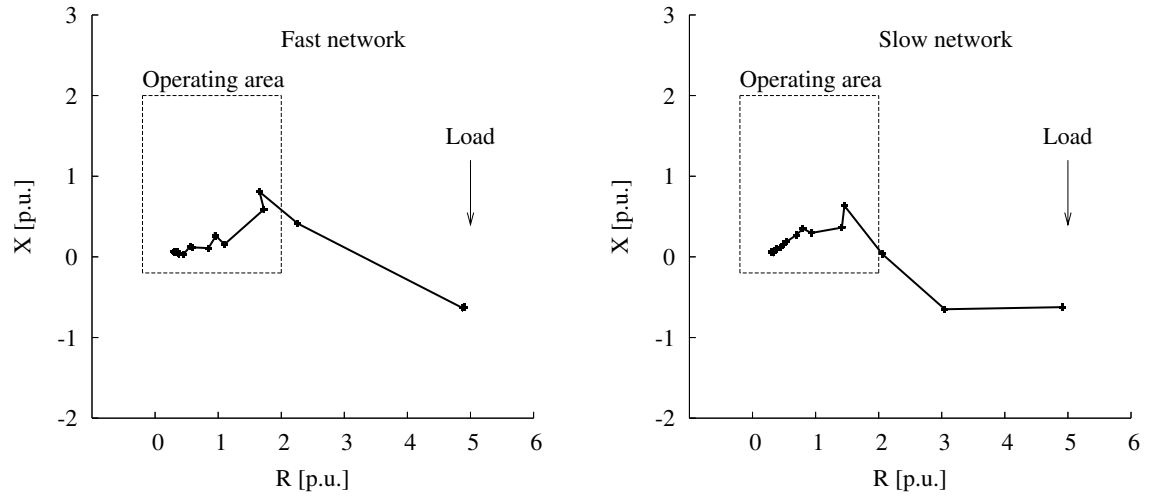 Fast network
Operating area
Load
X [p.u.]
3
2
1
0
-1
-2
0 1 2 3 4 5 6
R [p.u.]
Slow network
Operating area
Load
X [p.u.]
3
2
1
0
-1
-2
0 1 2 3 4 5 6
R [p.u.]